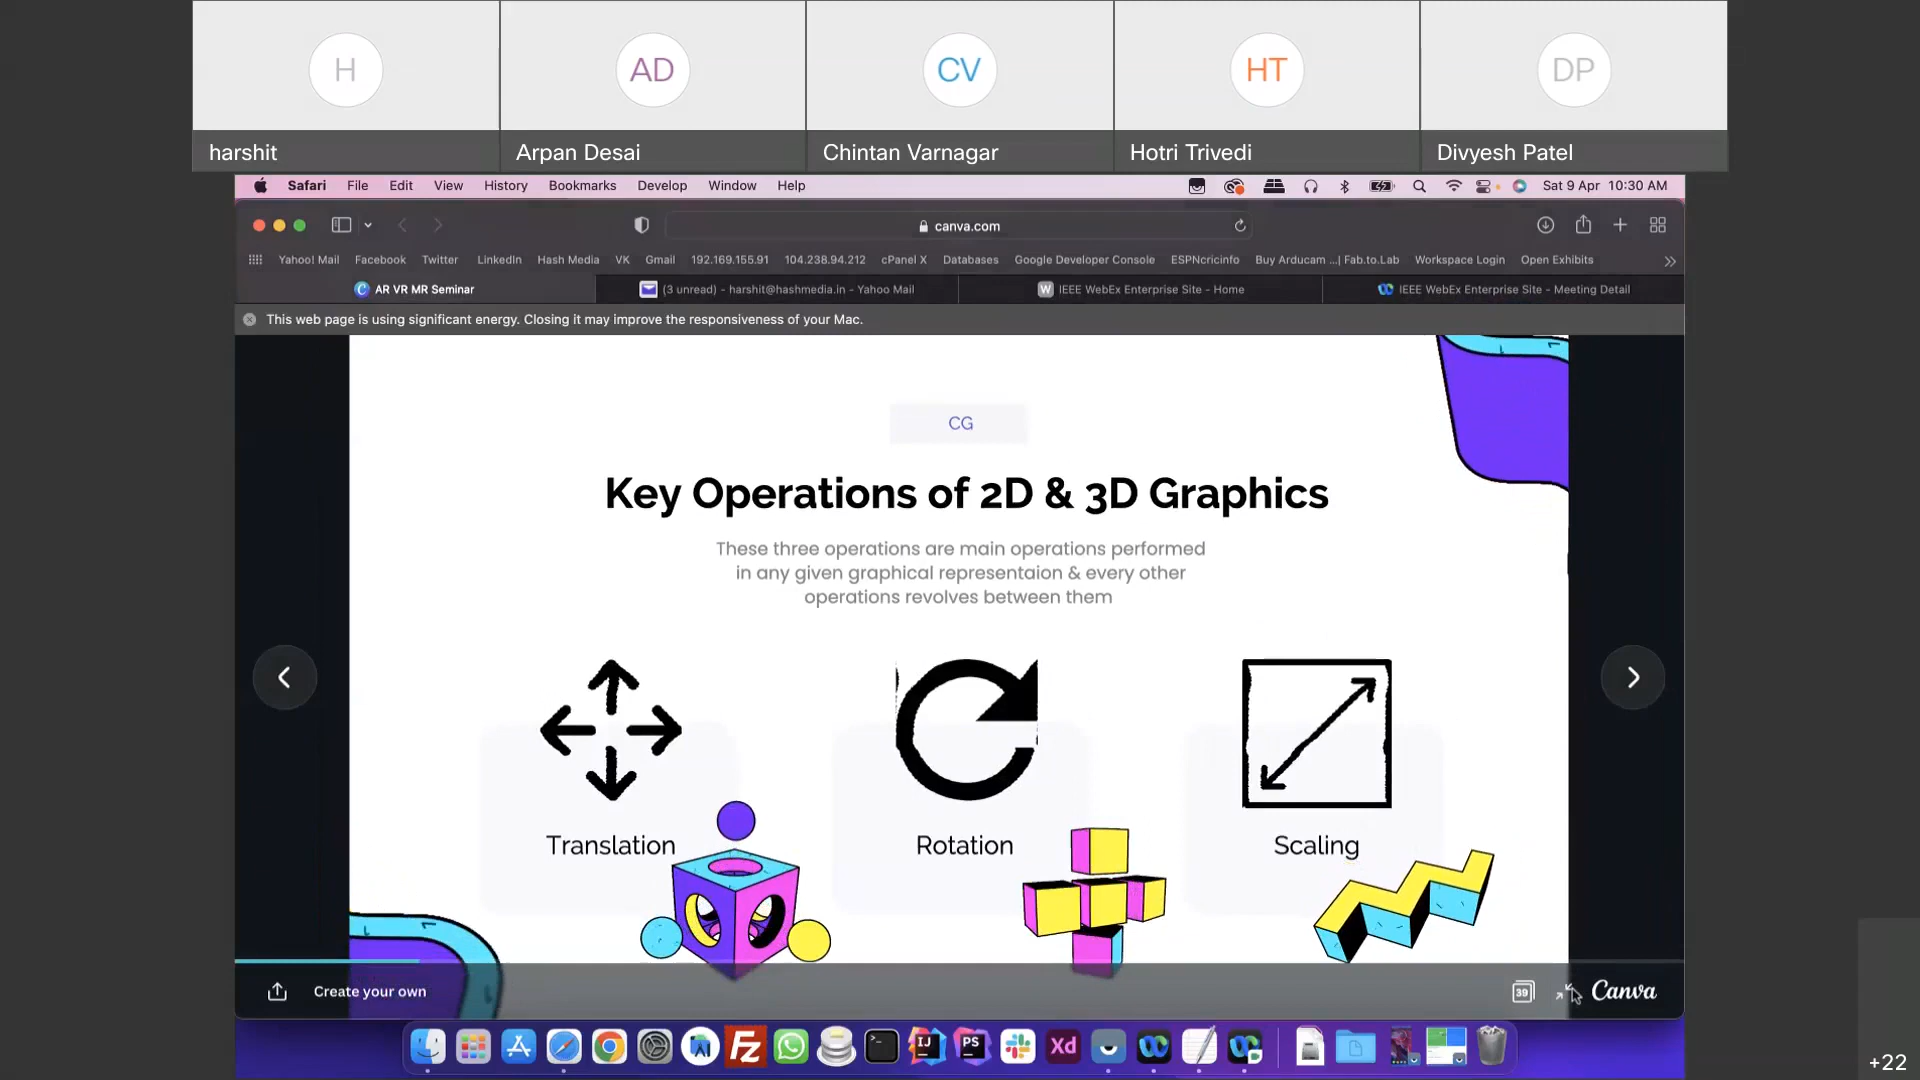 H
AD
CV
HT
DP
harshit
Arpan Desai
Chintan Varnagar
Hotri Trivedi
Divyesh Patel
Safari File Edit View History Bookmarks Develop Window Help Sat 9 Apr 10:30 AM
canva.com
Yahoo! Mail Facebook Twitter LinkedIn Hash Media VK Gmail 192.169.155.91 104.238.94.212 cPanel X Databases Google Developer Console ESPNcricinfo Buy Arducam ...| Fab.to.Lab Workspace Login Open Exhibits
AR VR MR Seminar
(3 unread) - harshit@hashmedia.in - Yahoo Mail
W IEEE WebEx Enterprise Site - Home
IEEE WebEx Enterprise Site - Meeting Detail
This web page is using significant energy. Closing it may improve the responsiveness of your Mac.
CG
Key Operations of 2D & 3D Graphics
These three operations are main operations performed
in any given graphical representaion & every other
operations revolves between them
Translation
Rotation
Scaling
Create your own
39
Canva
Fz
IJ
PS
Xd
+22